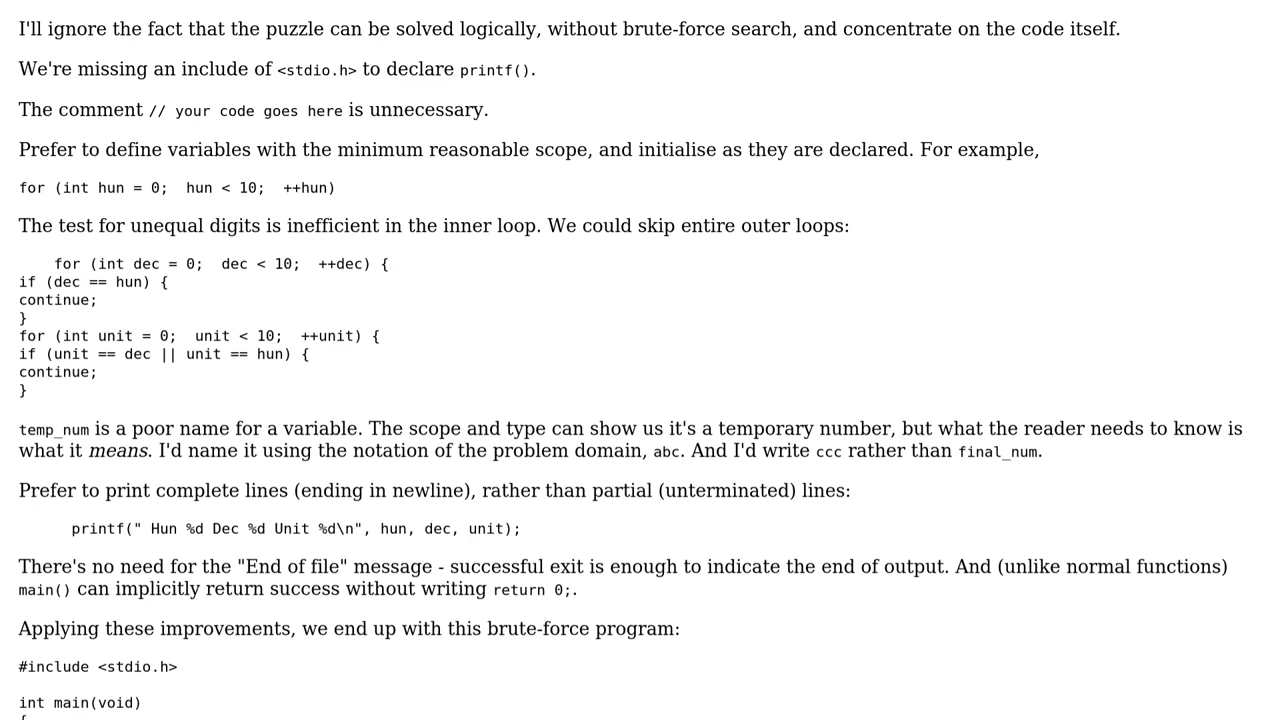 I'll ignore the fact that the puzzle can be solved logically, without brute-force search, and concentrate on the code itself.
We're missing an include of <stdio.h> to declare printf().
The comment // your code goes here is unnecessary.
Prefer to define variables with the minimum reasonable scope, and initialise as they are declared. For example,
for (int hun = 0;  hun < 10;  ++hun)
The test for unequal digits is inefficient in the inner loop. We could skip entire outer loops:
    for (int dec = 0;  dec < 10;  ++dec) {
if (dec == hun) {
continue;
}
for (int unit = 0;  unit < 10;  ++unit) {
if (unit == dec || unit == hun) {
continue;
}
temp_num is a poor name for a variable. The scope and type can show us it's a temporary number, but what the reader needs to know is
what it means. I'd name it using the notation of the problem domain, abc. And I'd write ccc rather than final_num.
Prefer to print complete lines (ending in newline), rather than partial (unterminated) lines:
      printf(" Hun %d Dec %d Unit %d\n", hun, dec, unit);
There's no need for the "End of file" message - successful exit is enough to indicate the end of output. And (unlike normal functions)
main() can implicitly return success without writing return 0;.
Applying these improvements, we end up with this brute-force program:
#include <stdio.h>
int main(void)
{